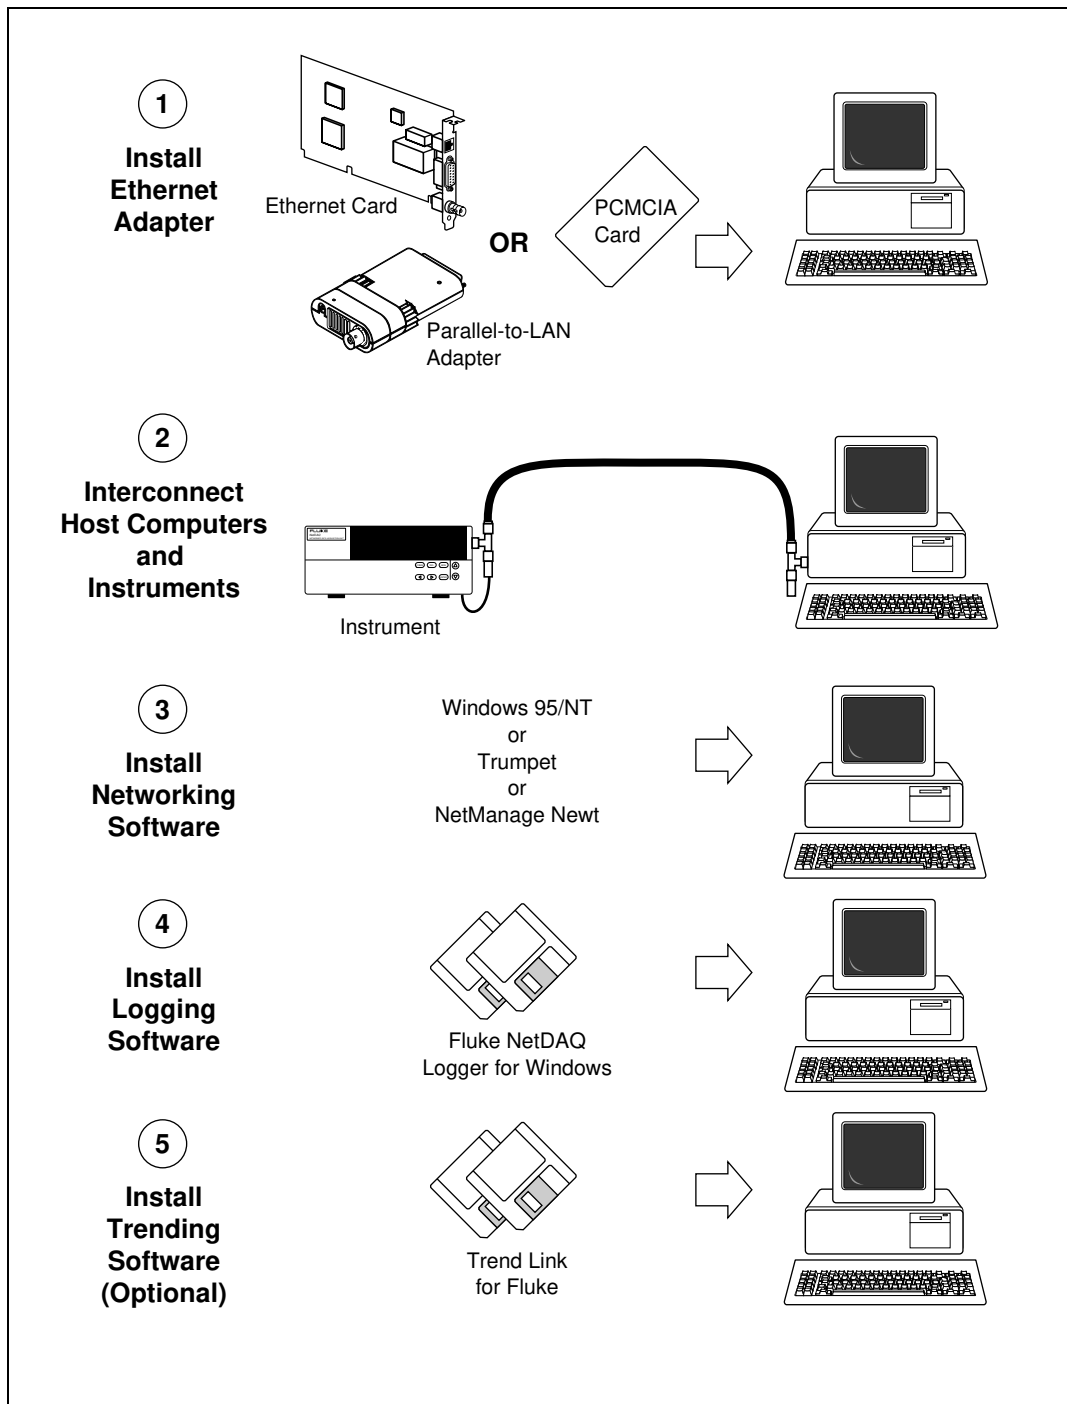 1
Install
Ethernet
Adapter
Ethernet Card
OR
PCMCIA
Card
Parallel-to-LAN
Adapter
2
Interconnect
Host Computers
and
Instruments
FLUKE
Instrument
3
Install
Networking
Software
Windows 95/NT
or
Trumpet
or
NetManage Newt
4
Install
Logging
Software
Fluke NetDAQ
Logger for Windows
5
Install
Trending
Software
(Optional)
Trend Link
for Fluke